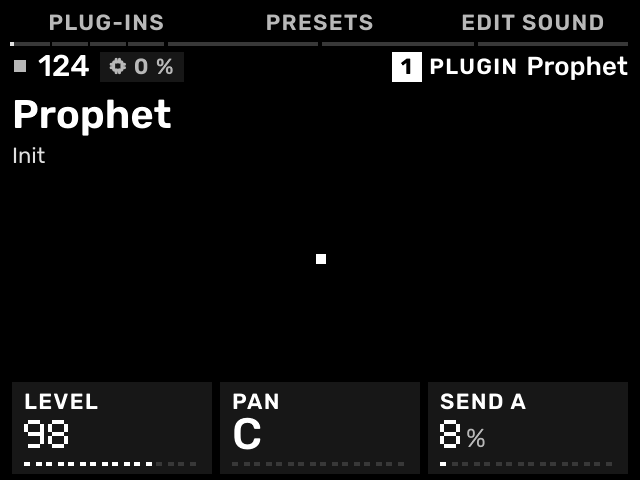 PLUG-INS PRESETS EDIT SOUND
124 0 % 1 PLUGIN Prophet
Prophet
Init
LEVEL PAN SEND A
98 C 8 %